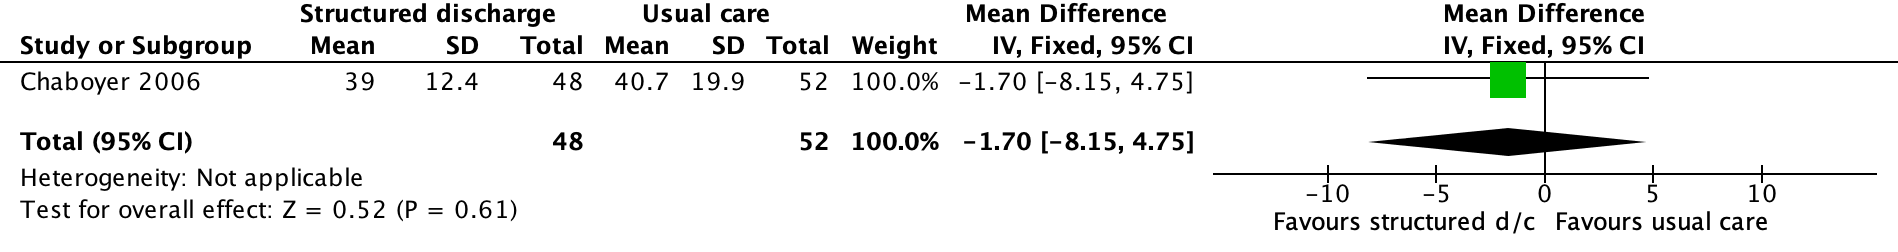 Structured discharge Usual care Mean Difference Mean Difference
Study or Subgroup Mean SD Total Mean SD Total Weight IV, Fixed, 95% CI IV, Fixed, 95% CI
Chaboyer 2006 39 12.4 48 40.7 19.9 52 100.0% −1.70 [−8.15, 4.75]
Total (95% CI) 48 52 100.0% −1.70 [−8.15, 4.75]
Heterogeneity: Not applicable
Test for overall effect: Z = 0.52 (P = 0.61)
−10 −5 0 5 10
Favours structured d/c Favours usual care